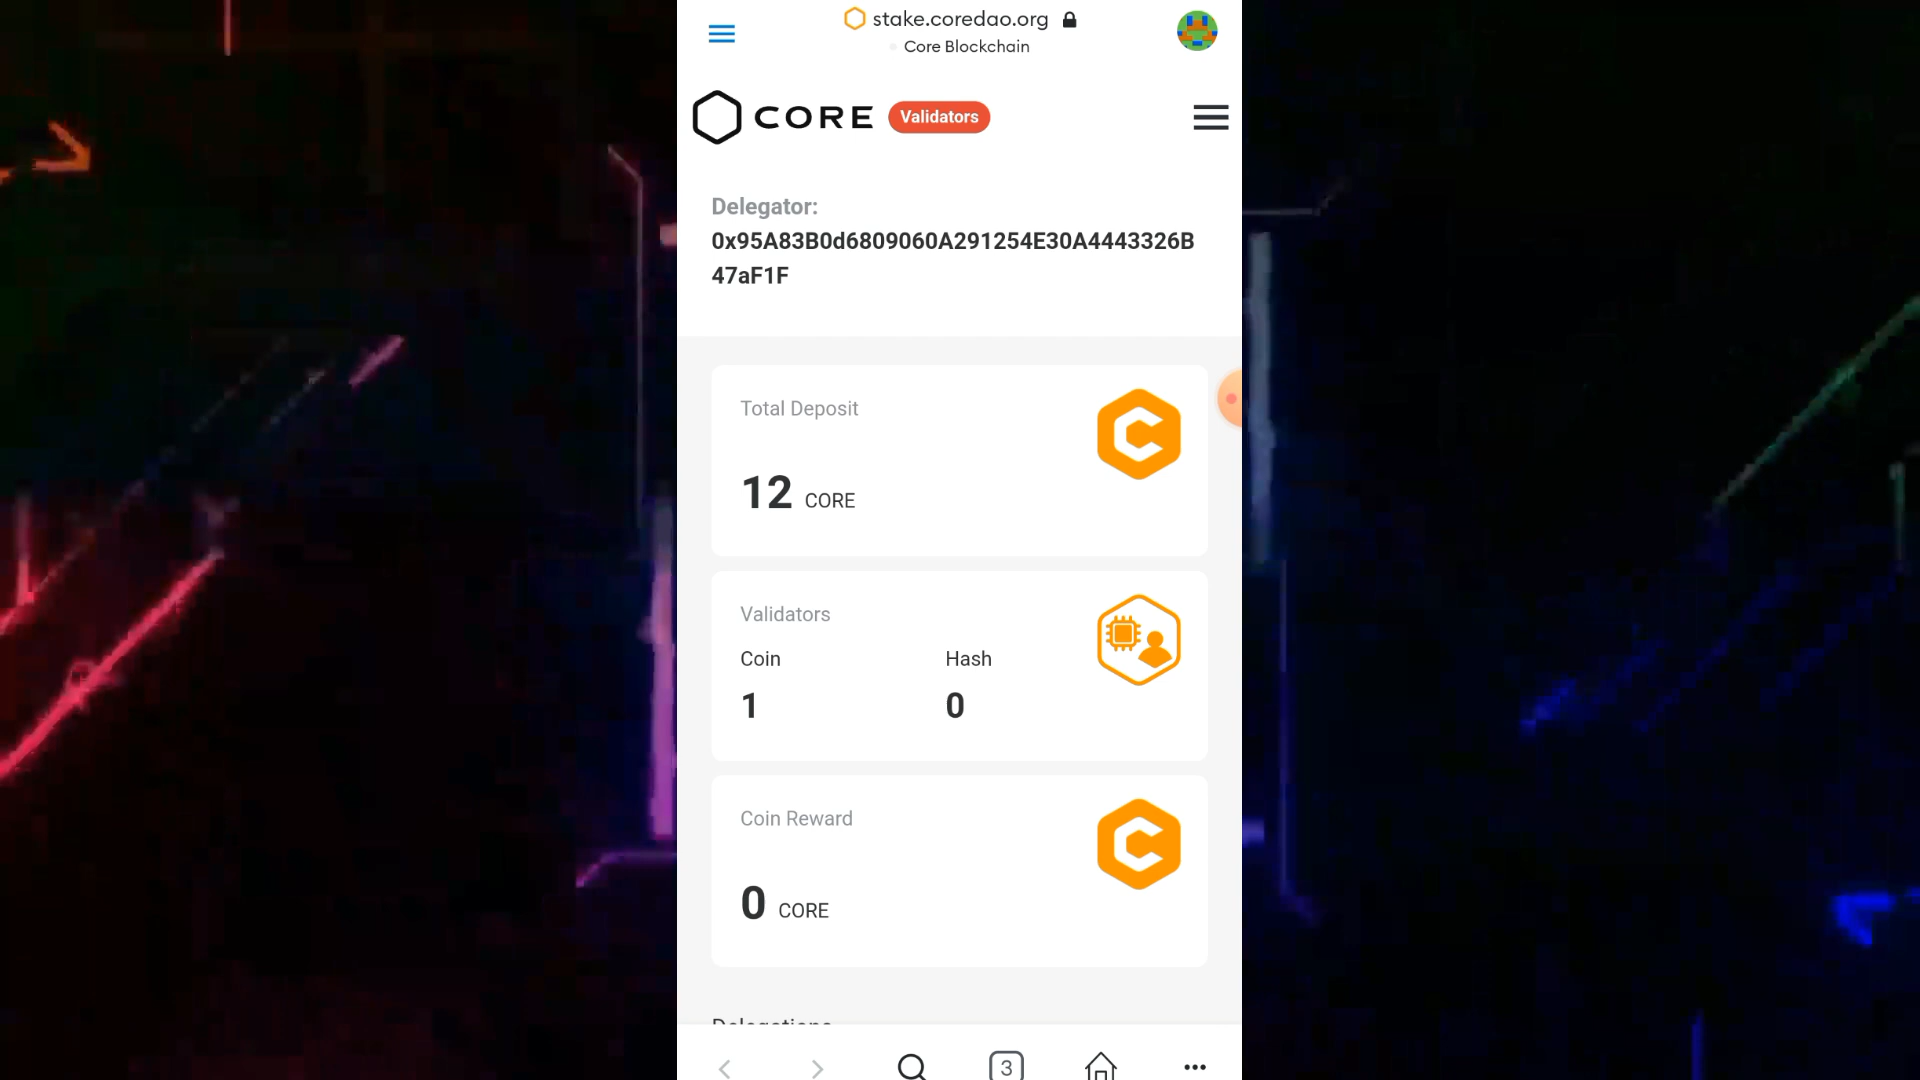 stake.coredao.org
Core Blockchain
CORE Validators
Delegator:
0x95A83B0d6809060A291254E30A4443326B
47aF1F
Total Deposit
12 CORE
Validators
Coin Hash
1 0
Coin Reward
0 CORE
Delegations
3